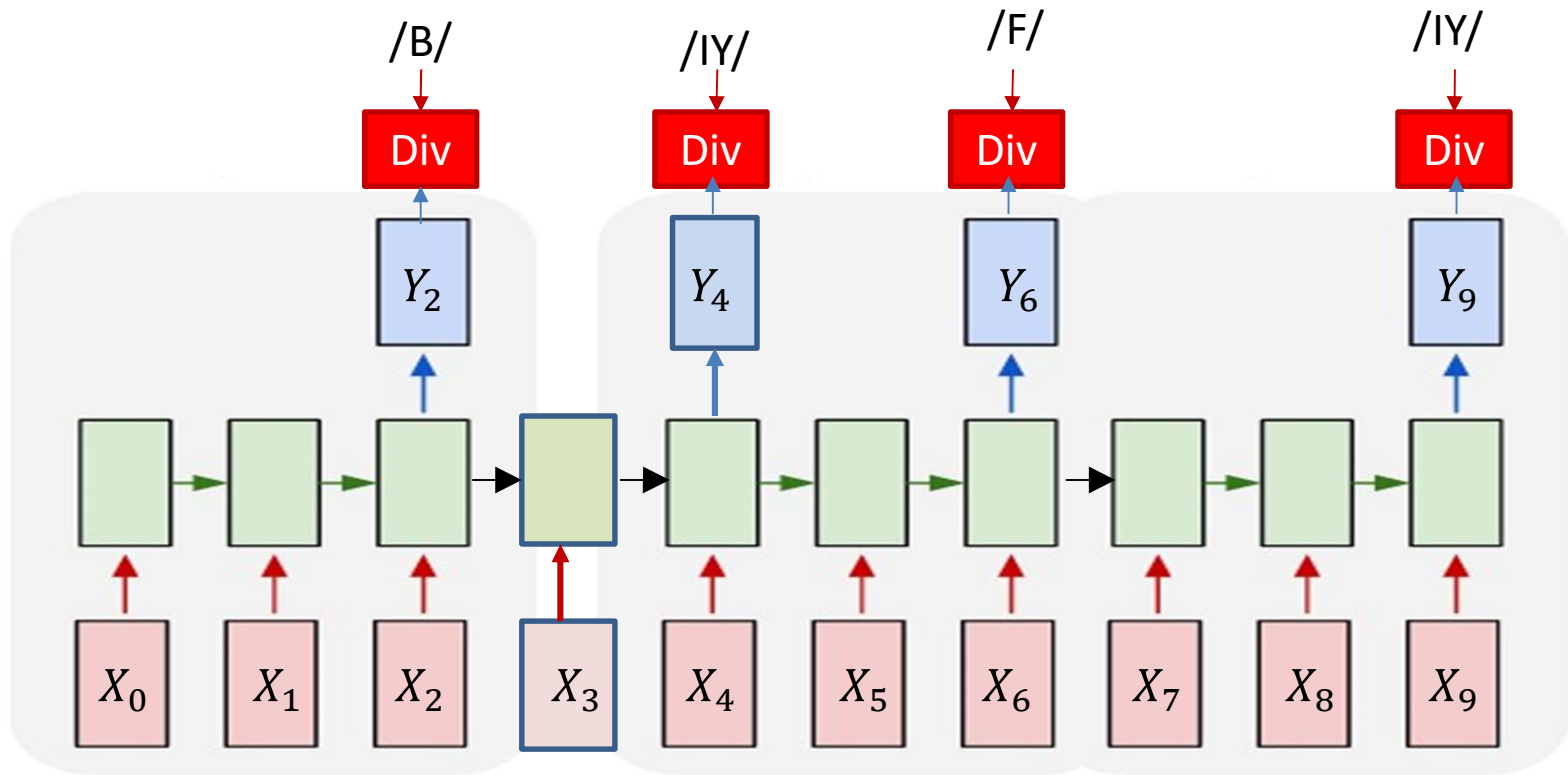 /B/ /IY/ /F/ /IY/
Div Div Div Div
Y₂ Y₄ Y₆ Y₉
X₀ X₁ X₂ X₃ X₄ X₅ X₆ X₇ X₈ X₉